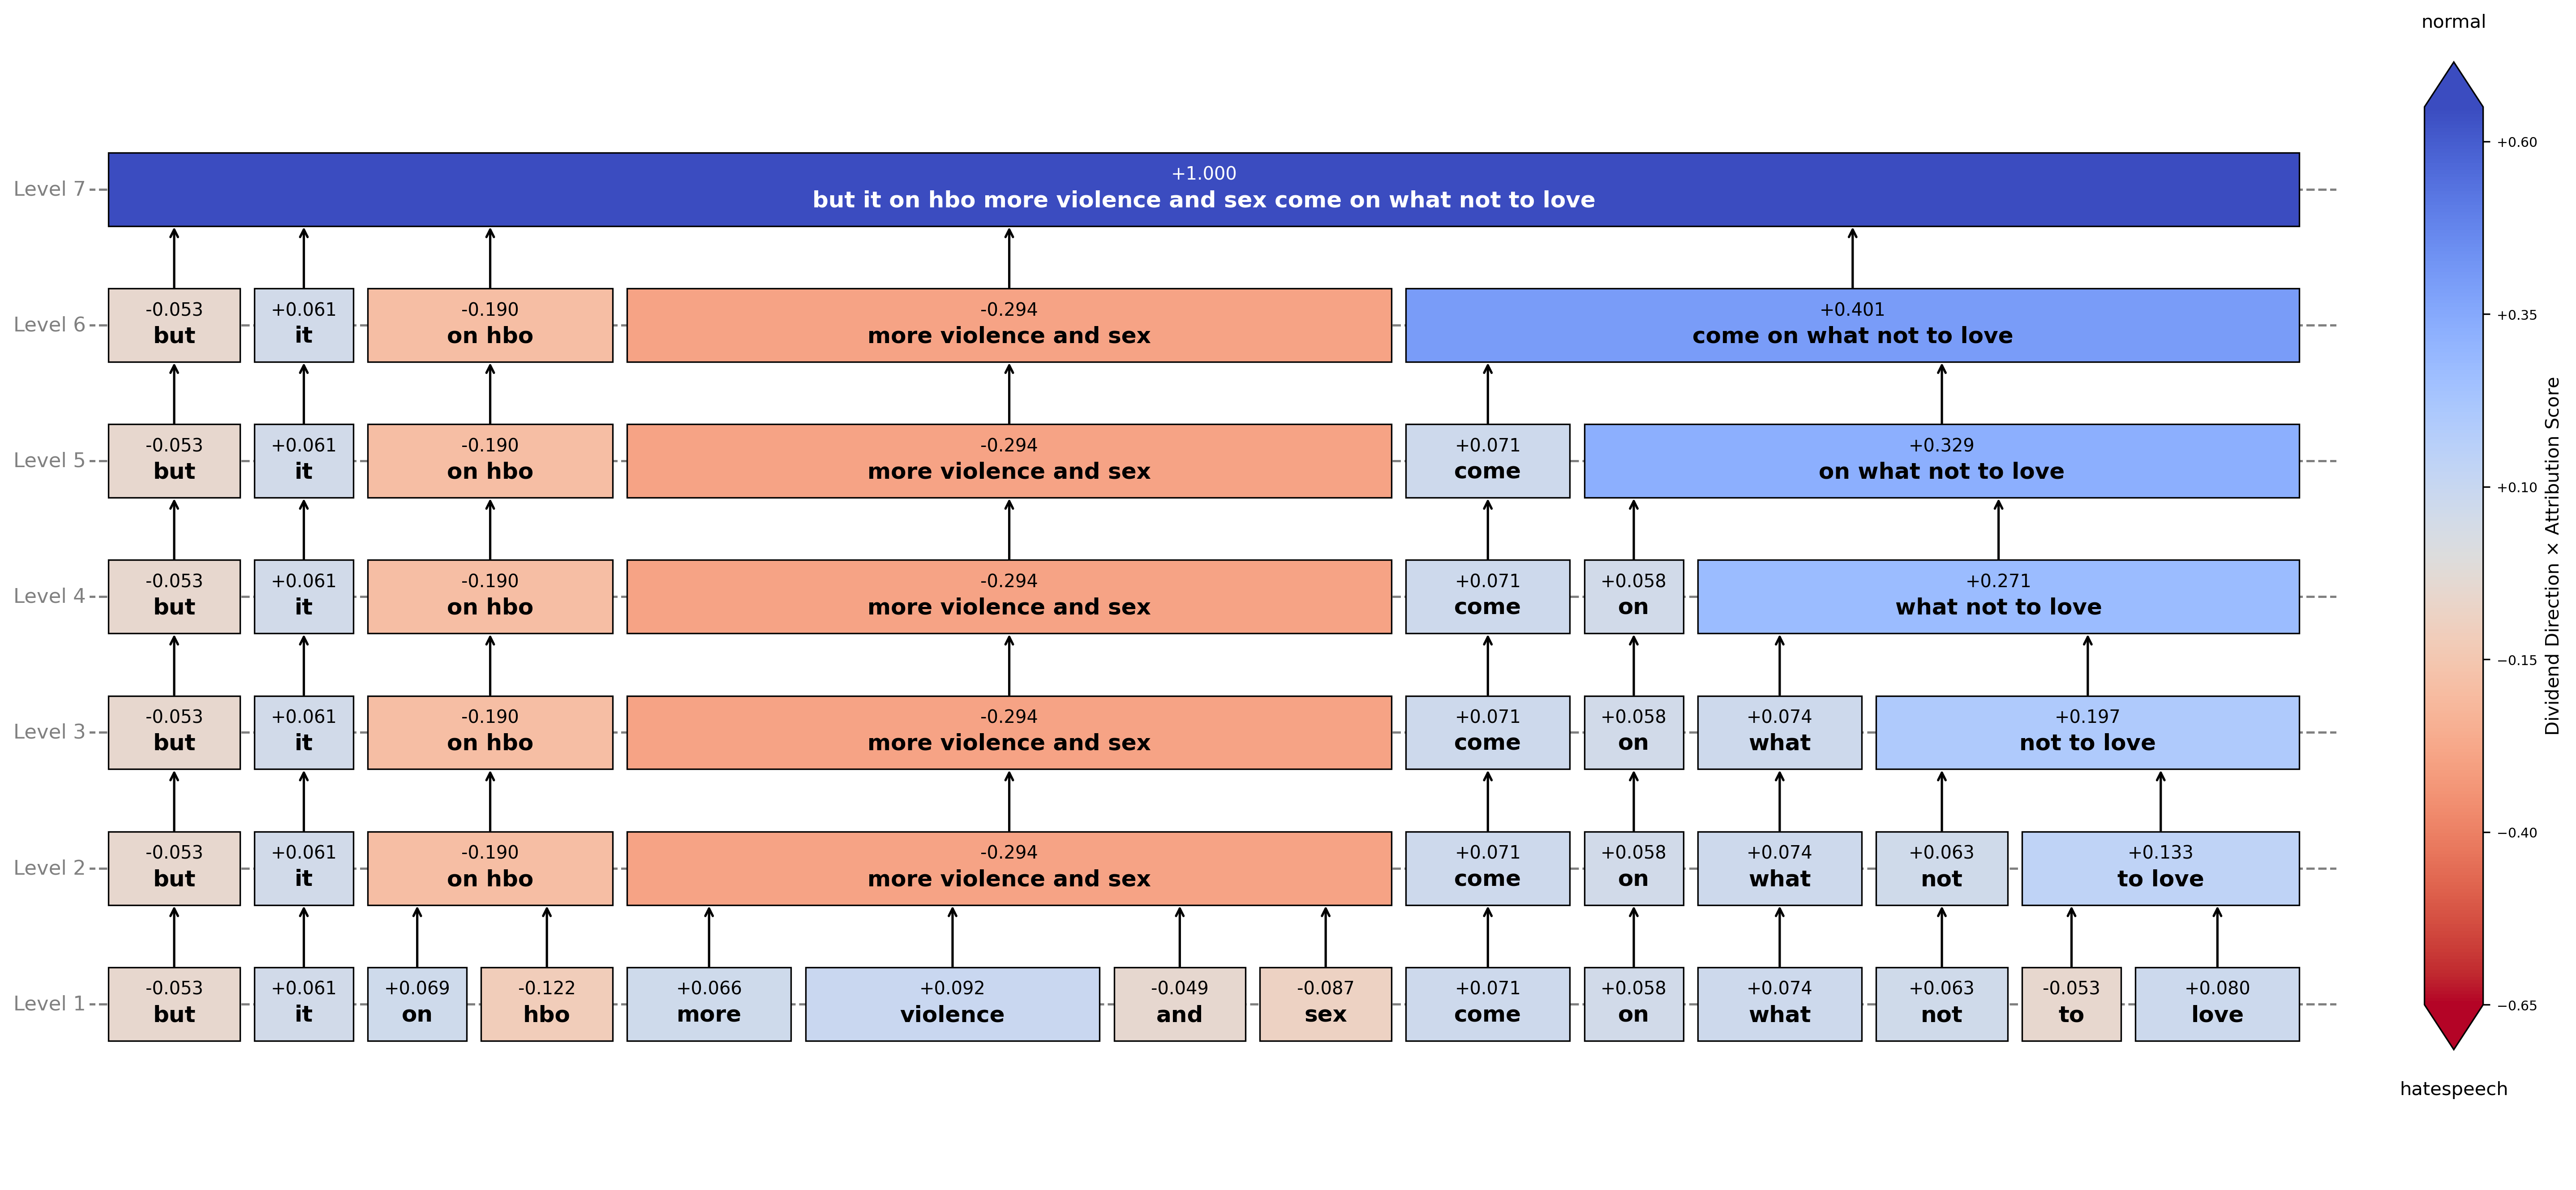 normal
+1.000
Level 7
but it on hbo more violence and sex come on what not to love
+0.60
-0.053 +0.061 -0.190 -0.294 +0.401
Level 6
but it on hbo more violence and sex come on what not to love
+0.35
-0.053 +0.061 -0.190 -0.294 +0.071 +0.329
Level 5
but it on hbo more violence and sex come on what not to love
+0.10
-0.053 +0.061 -0.190 -0.294 +0.071 +0.058 +0.271
Level 4
but it on hbo more violence and sex come on what not to love
−0.15
-0.053 +0.061 -0.190 -0.294 +0.071 +0.058 +0.074 +0.197
Level 3
but it on hbo more violence and sex come on what not to love
−0.40
-0.053 +0.061 -0.190 -0.294 +0.071 +0.058 +0.074 +0.063 +0.133
Level 2
but it on hbo more violence and sex come on what not to love
-0.053 +0.061 +0.069 -0.122 +0.066 +0.092 -0.049 -0.087 +0.071 +0.058 +0.074 +0.063 -0.053 +0.080
Level 1
but it on hbo more violence and sex come on what not to love
−0.65
Dividend Direction × Attribution Score
hatespeech